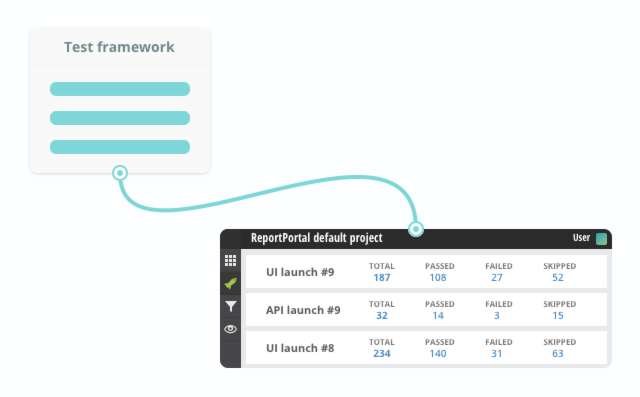 Test framework
ReportPortal default project User
TOTAL PASSED FAILED SKIPPED
UI launch #9 187 108 27 52
TOTAL PASSED FAILED SKIPPED
API launch #9 32 14 3 15
TOTAL PASSED FAILED SKIPPED
UI launch #8 234 140 31 63